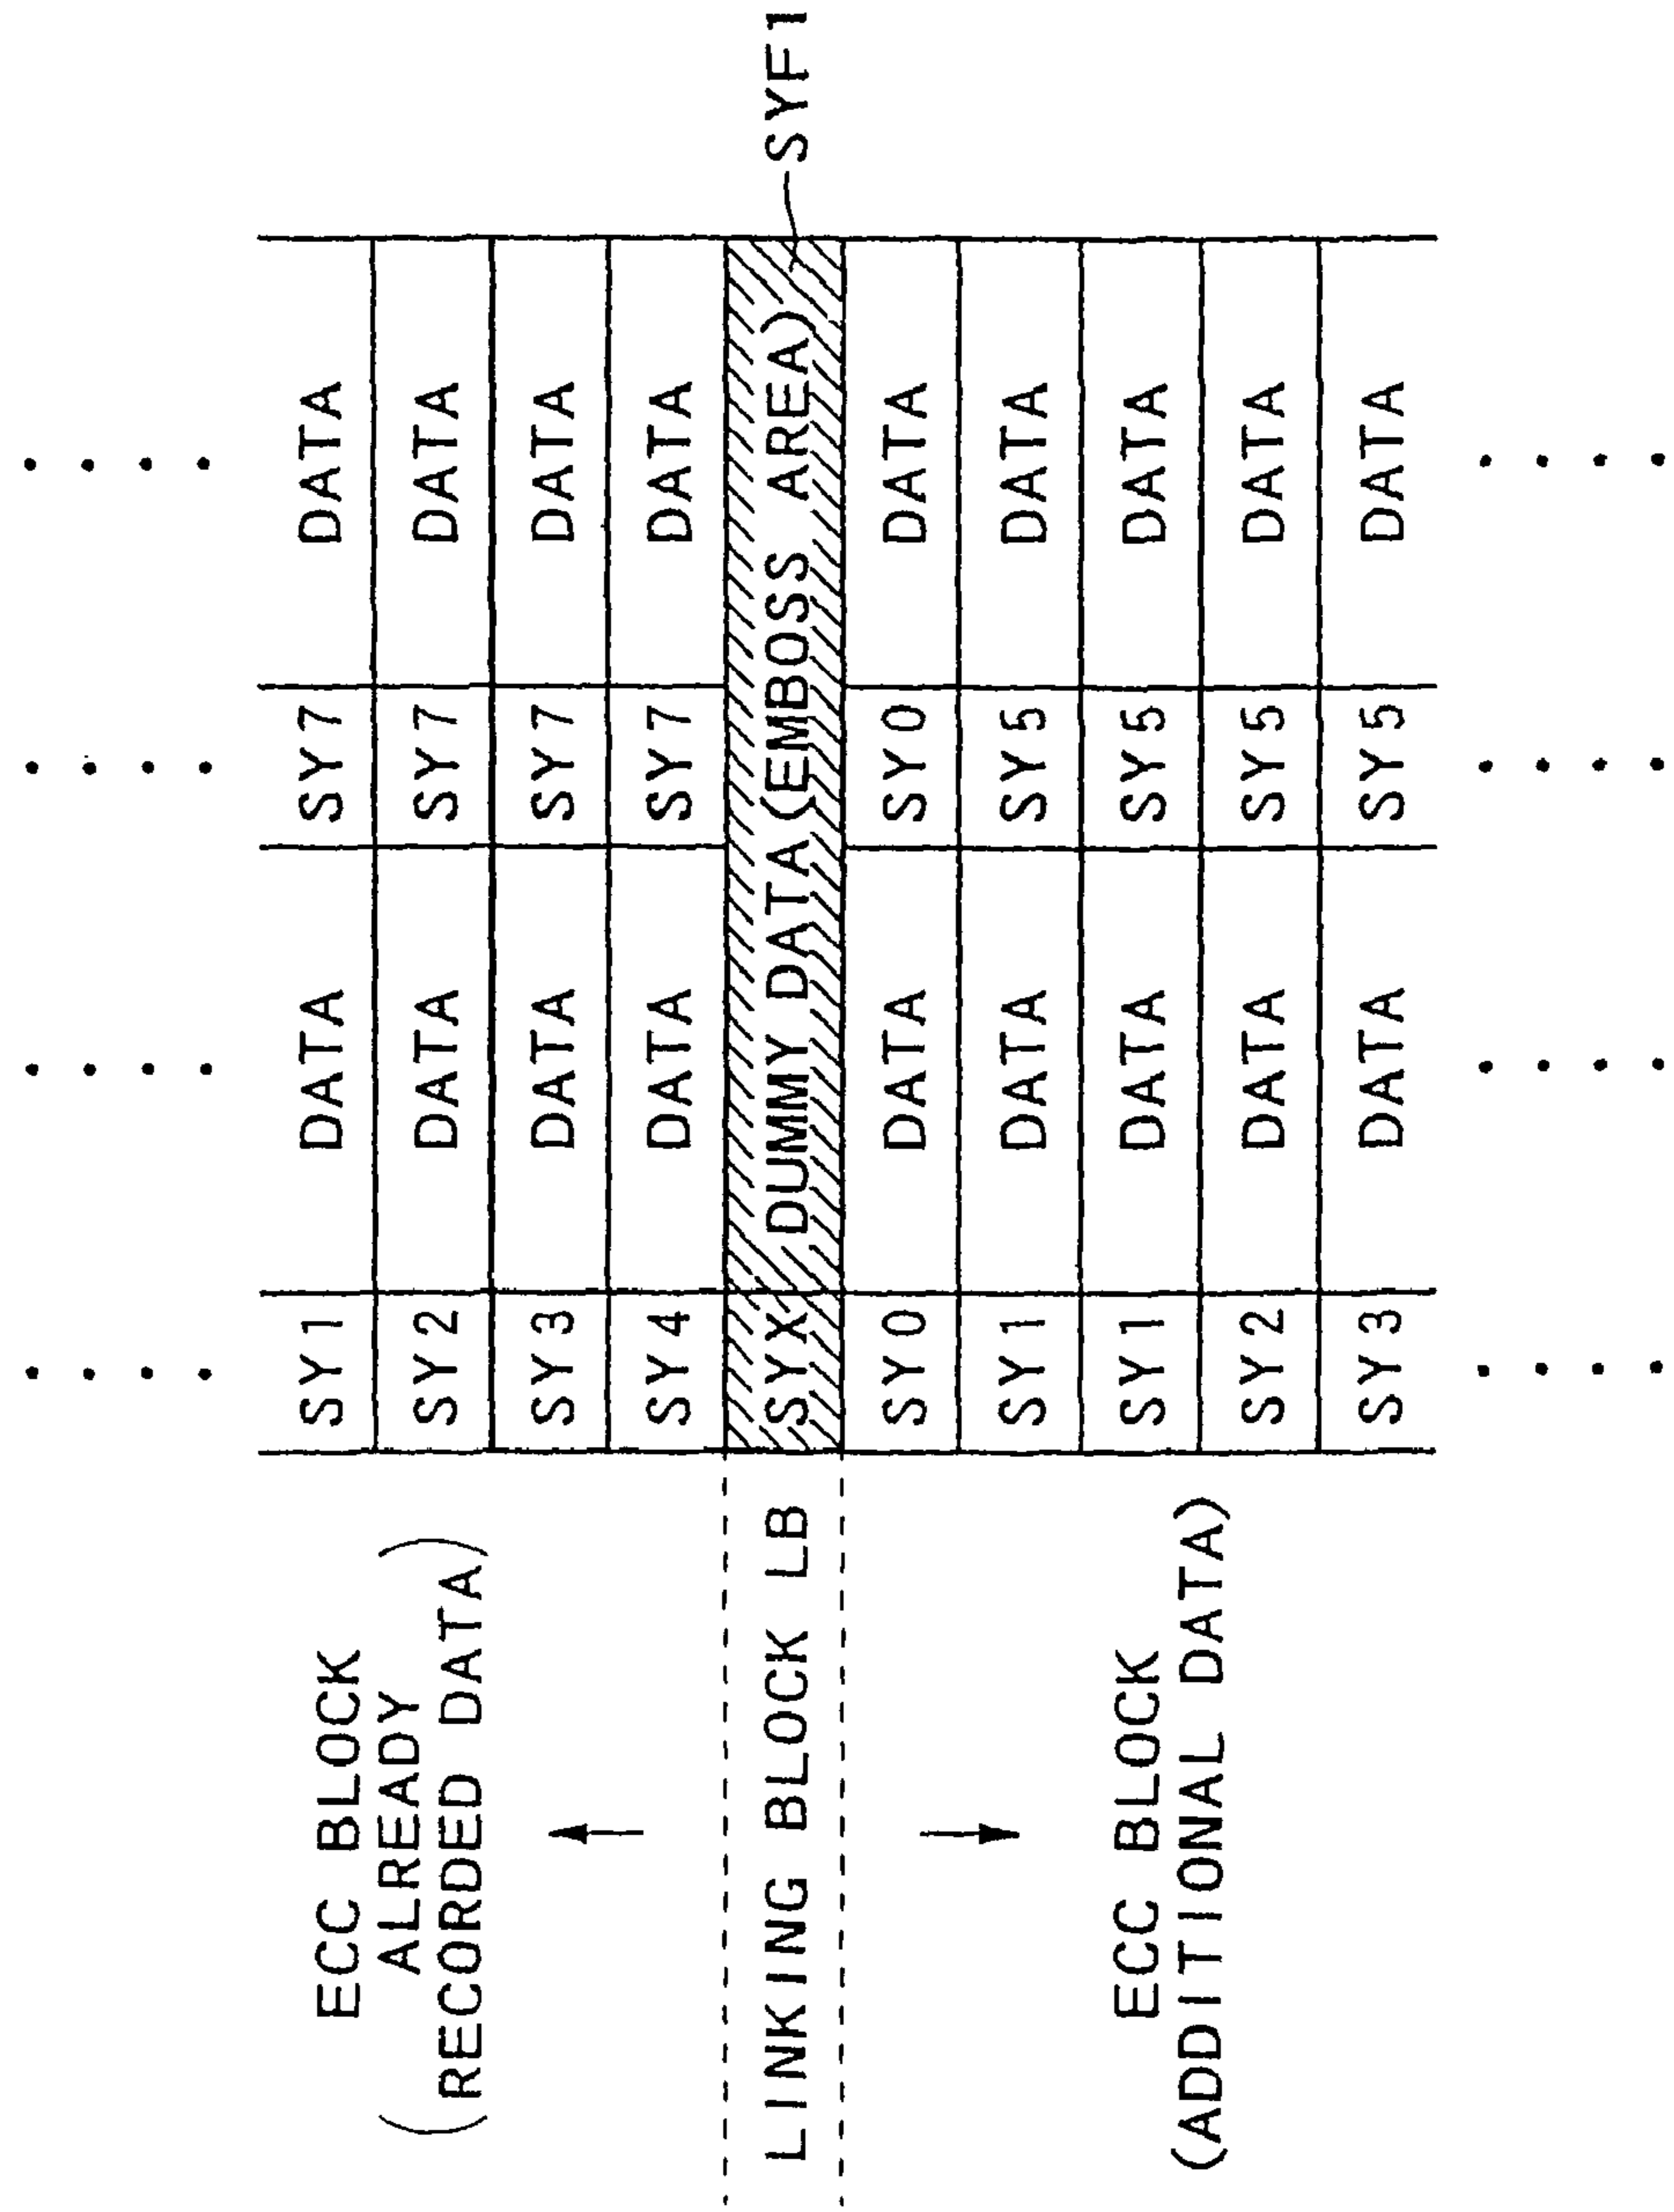 ECC BLOCK
(ALREADY
RECORDED DATA)
LINKING BLOCK LB
ECC BLOCK
(ADDITIONAL DATA)
SY1 DATA SY7 DATA
SY2 DATA SY7 DATA
SY3 DATA SY7 DATA
SY4 DATA SY7 DATA
SYX DUMMY DATA (EMBOSS AREA)
SYF1
SY0 DATA SY0 DATA
SY1 DATA SY5 DATA
SY1 DATA SY5 DATA
SY2 DATA SY5 DATA
SY3 DATA SY5 DATA